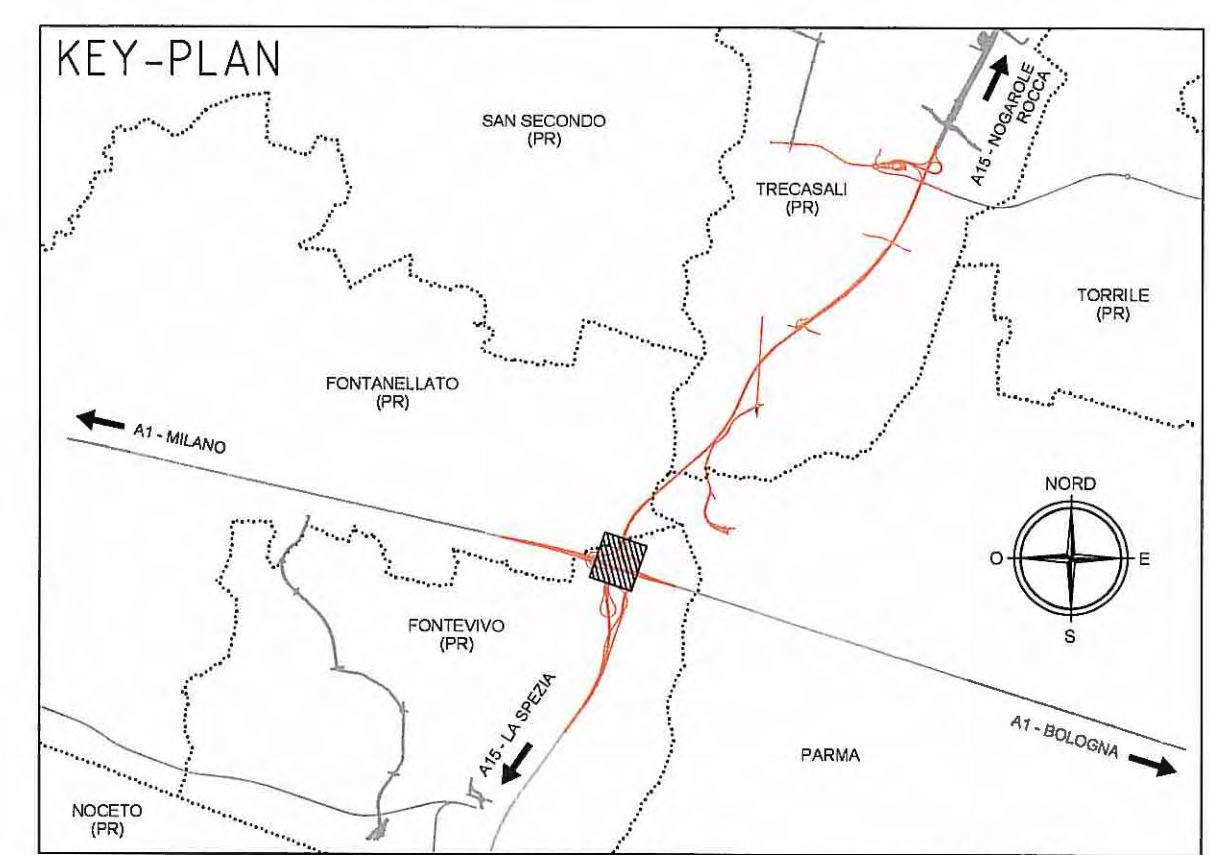 KEY-PLAN
SAN SECONDO
(PR)
A15 - NOGAROLE
ROCCA
TRECASALI
(PR)
TORRILE
(PR)
FONTANELLATO
(PR)
A1 - MILANO
NORD
O
E
S
FONTEVIVO
(PR)
A15 - LA SPEZIA
A1 - BOLOGNA
PARMA
NOCETO
(PR)